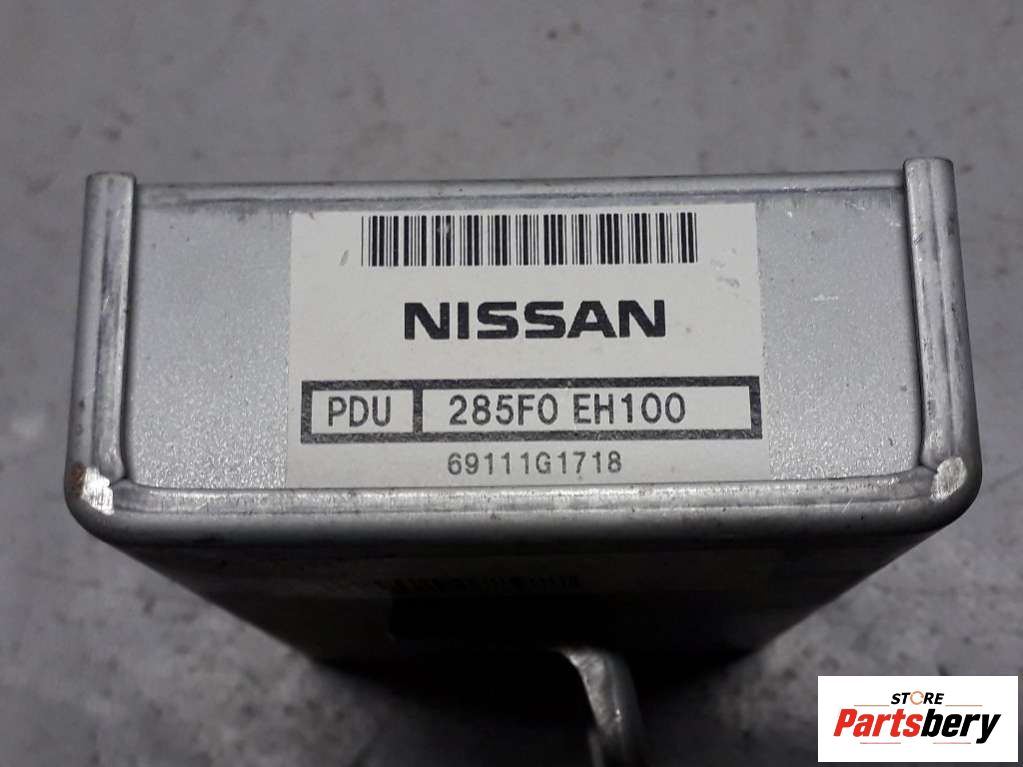 NISSAN
PDU 285F0 EH100
69111G1718
STORE
Partsbery